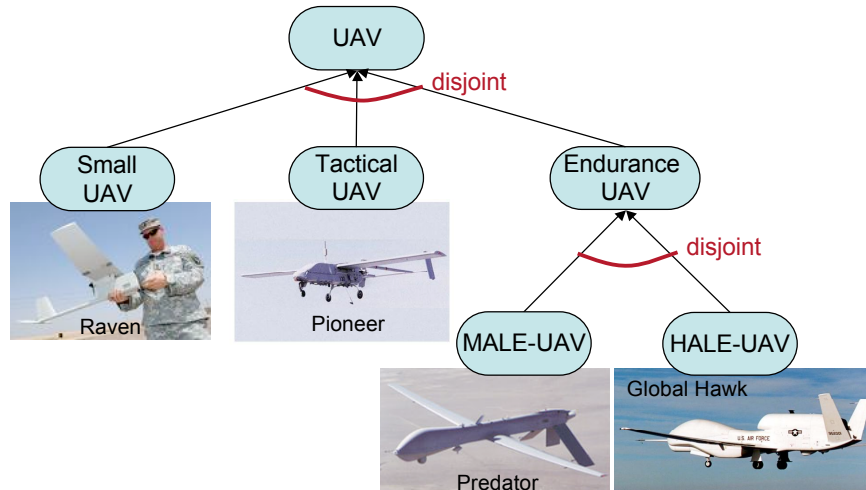 UAV
disjoint
Small
UAV
Tactical
UAV
Endurance
UAV
disjoint
Raven
Pioneer
MALE-UAV
HALE-UAV
Global Hawk
U.S. AIR FORCE
Predator